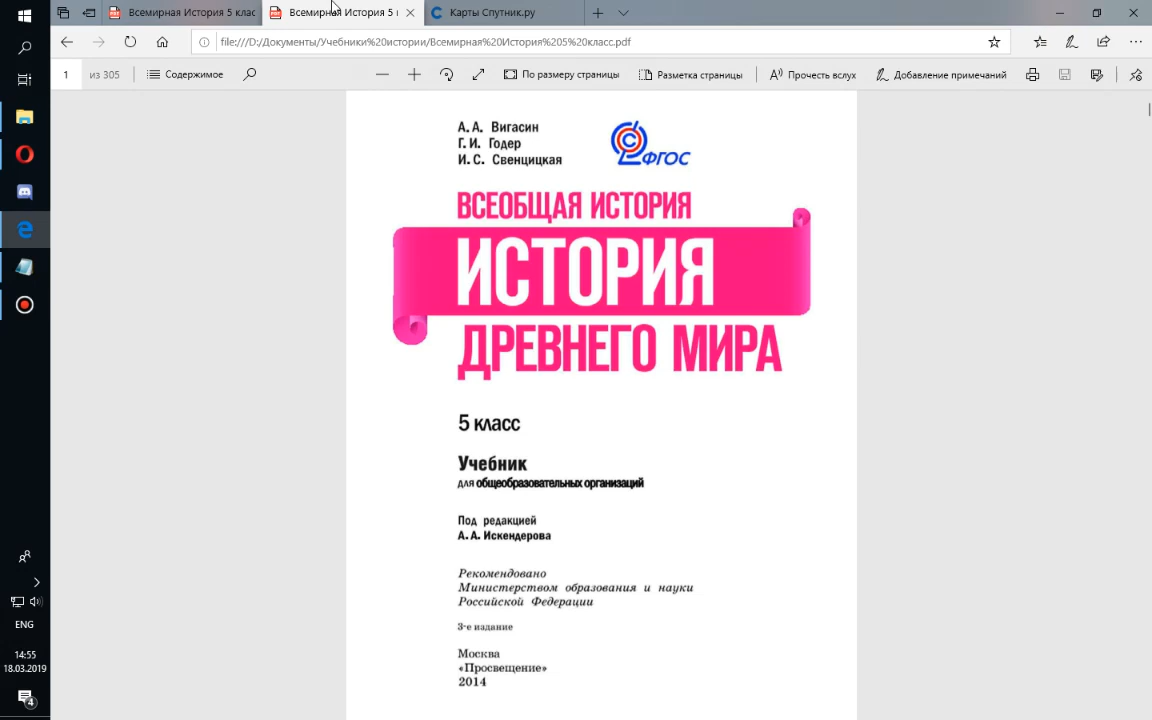 Всемирная История 5 клас
Всемирная История 5
Карты Спутник.ру
file:///D:/Документы/Учебники%20истории/Всемирная%20История%205%20класс.pdf
1 из 305 Содержимое По размеру страницы Разметка страницы Прочесть вслух Добавление примечаний
А. А. Вигасин
Г. И. Годер
И. С. Свенцицкая
ФГОС
ВСЕОБЩАЯ ИСТОРИЯ
ИСТОРИЯ
ДРЕВНЕГО МИРА
5 класс
Учебник
для общеобразовательных организаций
Под редакцией
А. А. Искендерова
Рекомендовано
Министерством образования и науки
Российской Федерации
3-е издание
Москва
«Просвещение»
2014
ENG
14:55
18.03.2019
4